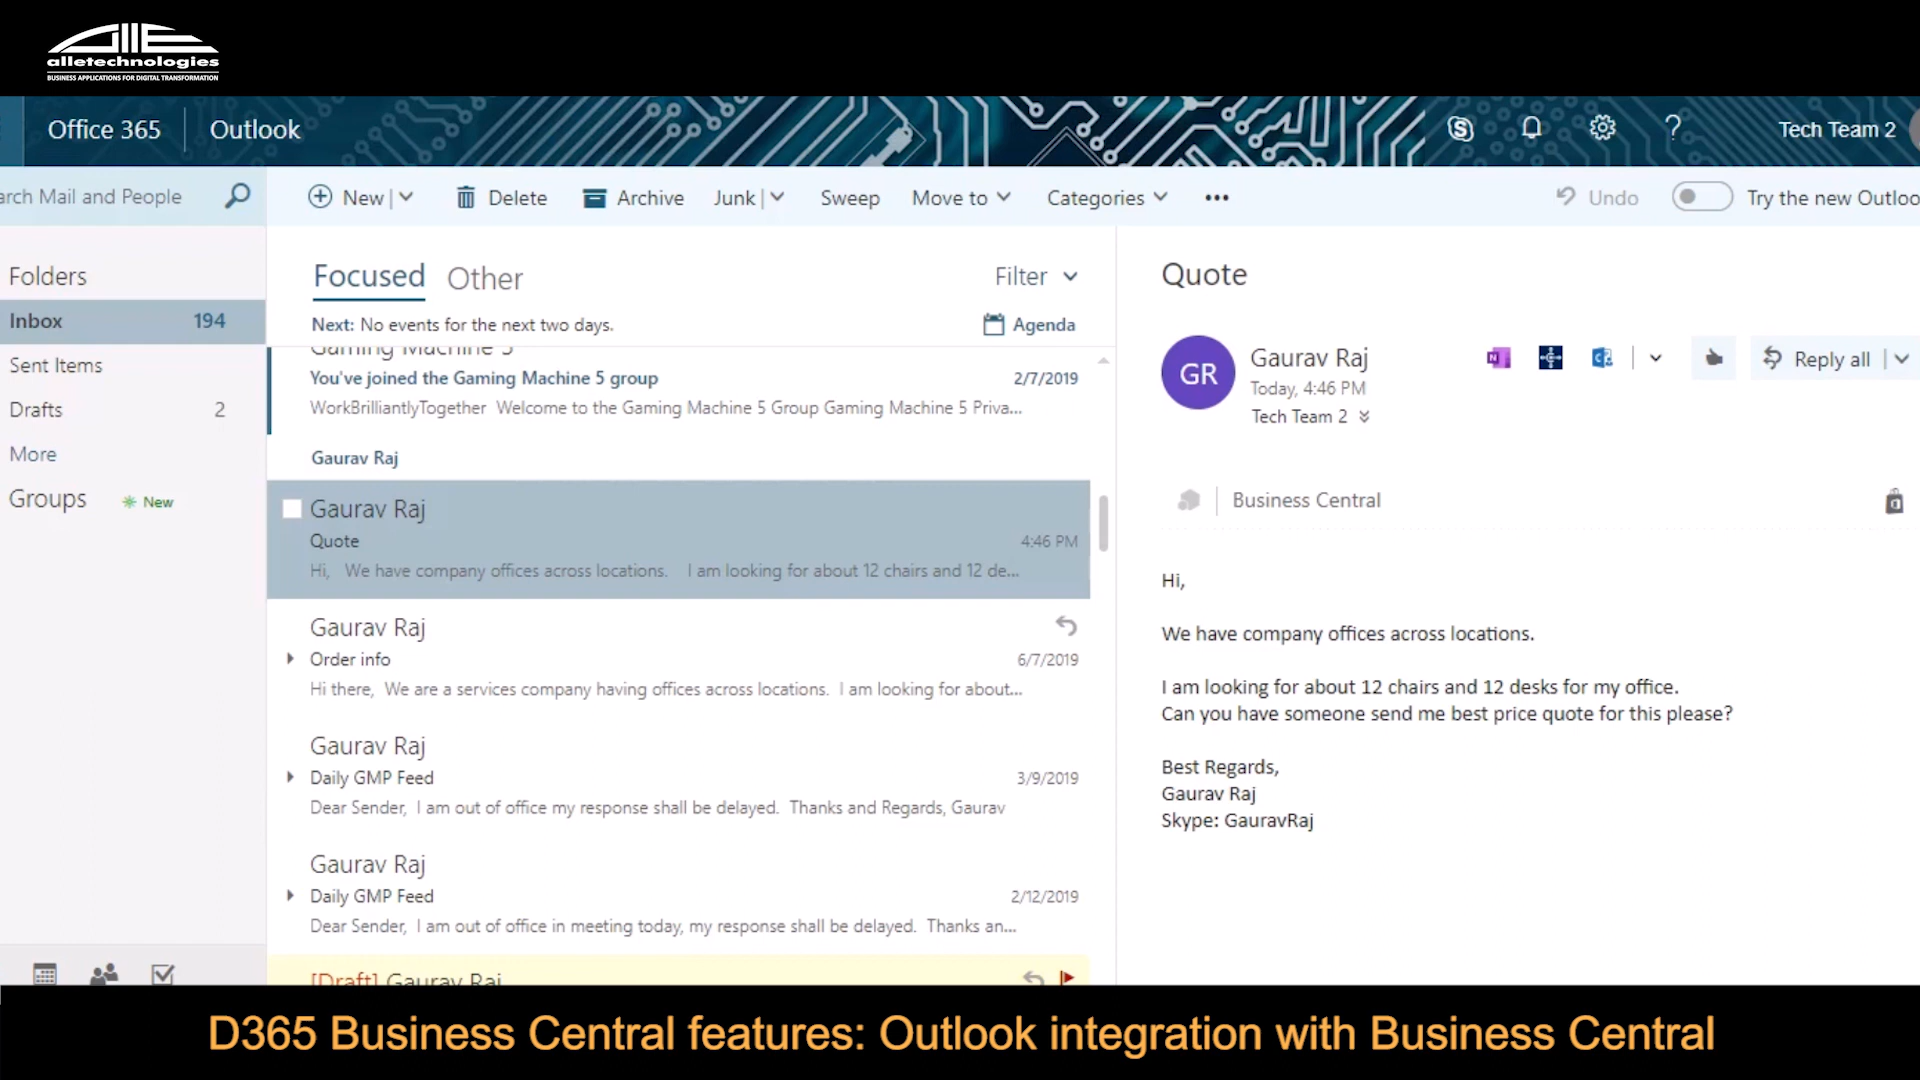 alletechnologies
BUSINESS APPLICATIONS FOR DIGITAL TRANSFORMATION
Office 365
Outlook
Tech Team 2
Mail and People
New
Delete
Archive
Junk
Sweep
Move to
Categories
Undo
Try the new Outloo
Folders
Inbox 194
Sent Items
Drafts 2
More
Groups
New
Focused
Other
Filter
Next: No events for the next two days.
Agenda
Gaming Machine 5
You've joined the Gaming Machine 5 group 2/7/2019
WorkBrilliantlyTogether Welcome to the Gaming Machine 5 Group Gaming Machine 5 Priva...
Gaurav Raj
Gaurav Raj
Quote 4:46 PM
Hi, We have company offices across locations. I am looking for about 12 chairs and 12 de...
Gaurav Raj
Order info 6/7/2019
Hi there, We are a services company having offices across locations. I am looking for about...
Gaurav Raj
Daily GMP Feed 3/9/2019
Dear Sender, I am out of office my response shall be delayed. Thanks and Regards, Gaurav
Gaurav Raj
Daily GMP Feed 2/12/2019
Dear Sender, I am out of office in meeting today, my response shall be delayed. Thanks an...
[Draft] Gaurav Raj
Quote
GR
Gaurav Raj
Today, 4:46 PM
Tech Team 2
Reply all
Business Central
Hi,
We have company offices across locations.
I am looking for about 12 chairs and 12 desks for my office.
Can you have someone send me best price quote for this please?
Best Regards,
Gaurav Raj
Skype: GauravRaj
D365 Business Central features: Outlook integration with Business Central